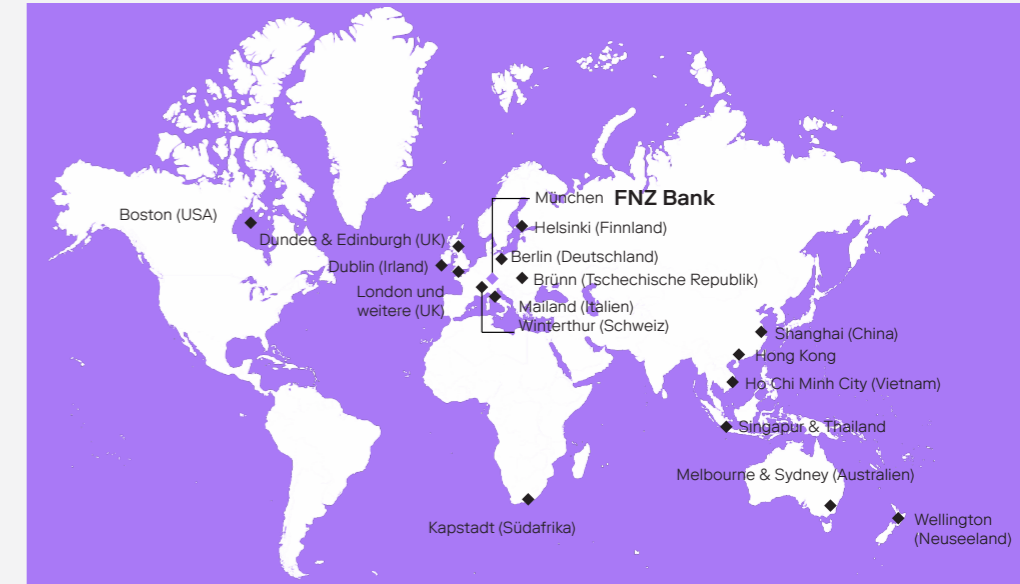 München FNZ Bank
Boston (USA)
Helsinki (Finnland)
Dundee & Edinburgh (UK)
Berlin (Deutschland)
Dublin (Irland)
Brünn (Tschechische Republik)
London und
weitere (UK)
Mailand (Italien)
Winterthur (Schweiz)
Shanghai (China)
Hong Kong
Ho Chi Minh City (Vietnam)
Singapur & Thailand
Melbourne & Sydney (Australien)
Kapstadt (Südafrika)
Wellington
(Neuseeland)